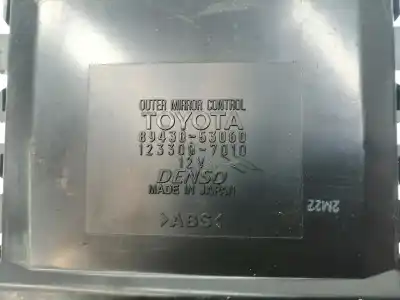 OUTER MIRROR CONTROL
TOYOTA
89430-53060
123300-7010
12V
DENSO
MADE IN JAPAN
>ABS<
2M22